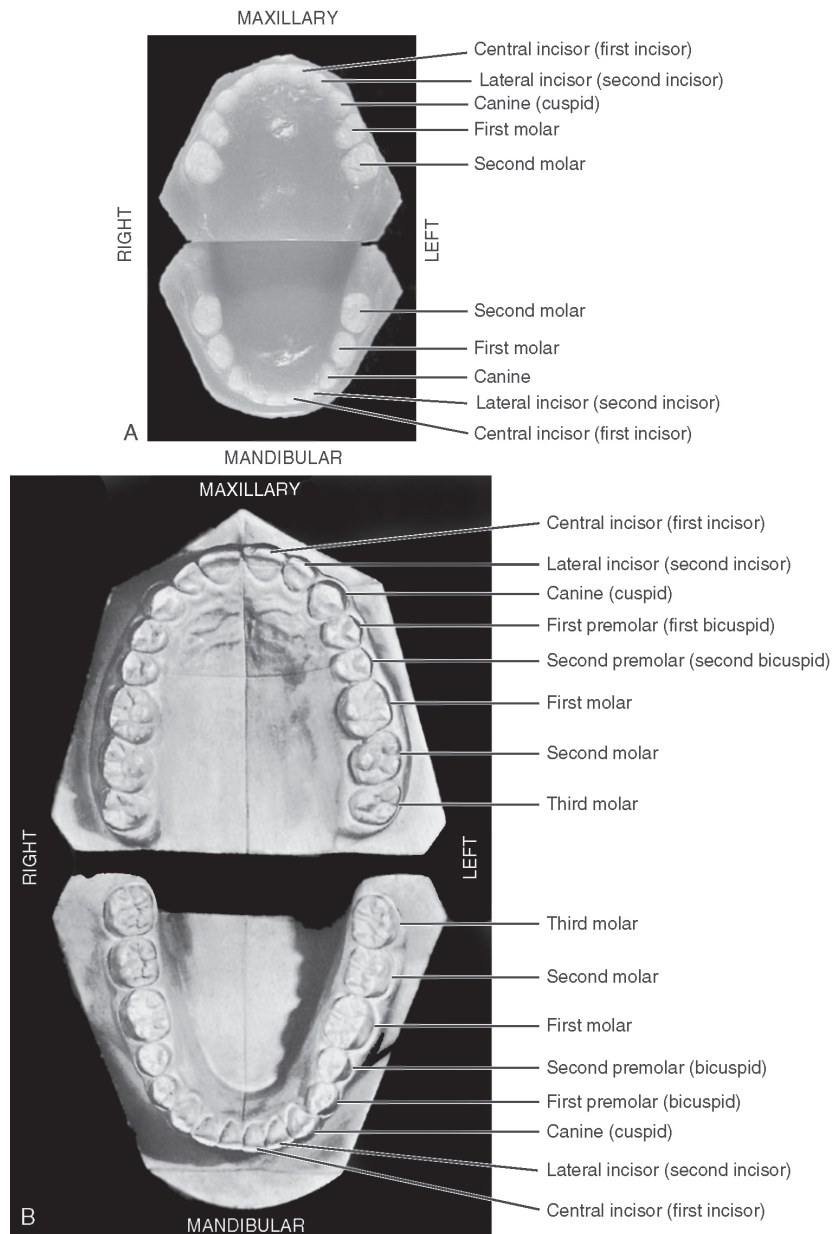 MAXILLARY
Central incisor (first incisor)
Lateral incisor (second incisor)
Canine (cuspid)
First molar
Second molar
RIGHT
LEFT
Second molar
First molar
Canine
Lateral incisor (second incisor)
Central incisor (first incisor)
A
MANDIBULAR
MAXILLARY
Central incisor (first incisor)
Lateral incisor (second incisor)
Canine (cuspid)
First premolar (first bicuspid)
Second premolar (second bicuspid)
First molar
Second molar
Third molar
RIGHT
LEFT
Third molar
Second molar
First molar
Second premolar (bicuspid)
First premolar (bicuspid)
Canine (cuspid)
Lateral incisor (second incisor)
Central incisor (first incisor)
B
MANDIBULAR